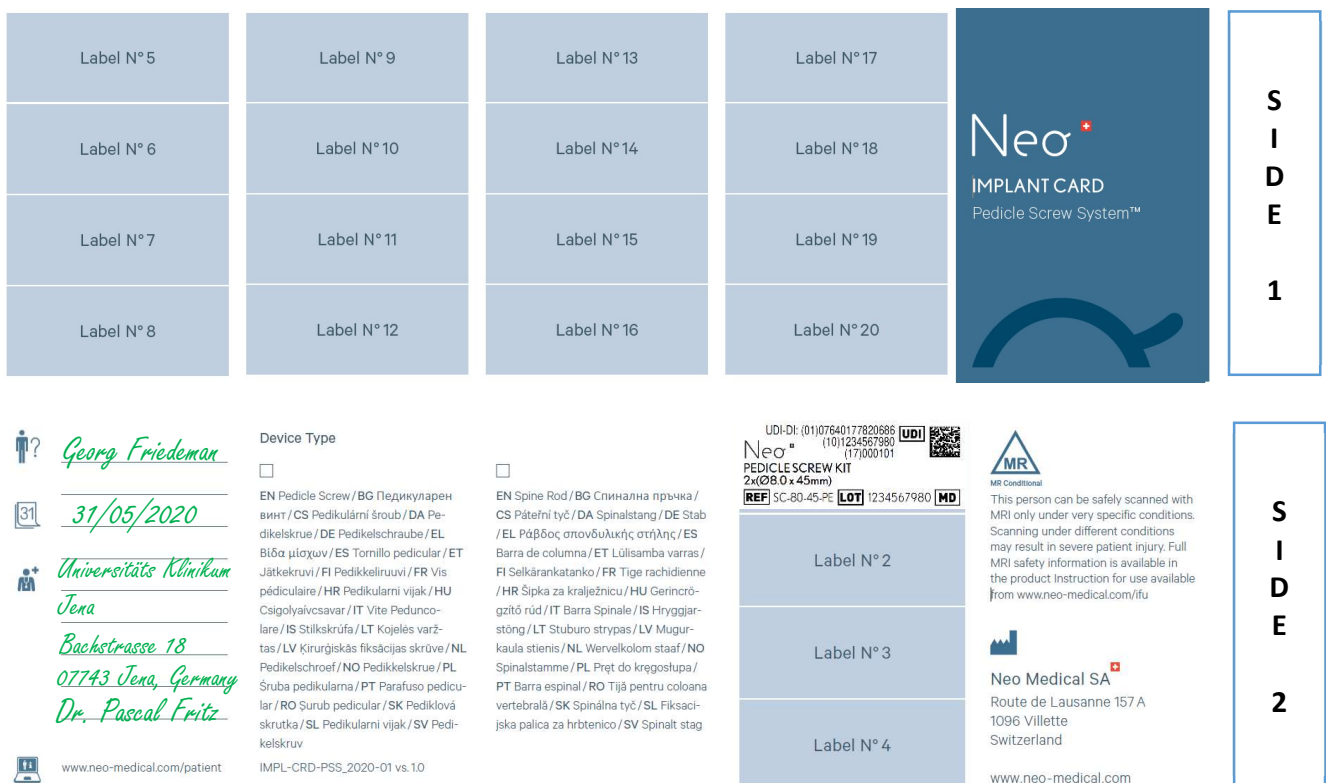 Label N° 5
Label N° 6
Label N° 7
Label N° 8
Label N° 9
Label N° 10
Label N° 11
Label N° 12
Label N° 13
Label N° 14
Label N° 15
Label N° 16
Label N° 17
Label N° 18
Label N° 19
Label N° 20
Neo
IMPLANT CARD
Pedicle Screw System™
SIDE 1
?
Georg Friedeman
31
31/05/2020
Universitäts Klinikum
Jena
Bachstrasse 18
07743 Jena, Germany
Dr. Pascal Fritz
www.neo-medical.com/patient
Device Type
EN Pedicle Screw / BG Педикуларен
винт / CS Pedikulární šroub / DA Pe-
dikelskrue / DE Pedikelschraube / EL
Βίδα μίσχων / ES Tornillo pedicular / ET
Jätkekruvi / FI Pedikkeliruuvi / FR Vis
pédiculaire / HR Pedikularni vijak / HU
Csigolyaívcsavar / IT Vite Pedunco-
lare / IS Stilkskrúfa / LT Kojelės varž-
tas / LV Ķirurģiskās fiksācijas skrūve / NL
Pedikelschroef / NO Pedikkelskrue / PL
Śruba pedikularna / PT Parafuso pedicu-
lar / RO Șurub pedicular / SK Pediklová
skrutka / SL Pedikularni vijak / SV Pedi-
kelskruv
IMPL-CRD-PSS_2020-01 vs. 1.0
EN Spine Rod / BG Спинална пръчка /
CS Páteřní tyč / DA Spinalstang / DE Stab
/ EL Ράβδος σπονδυλικής στήλης / ES
Barra de columna / ET Lülisamba varras /
FI Selkärankatanko / FR Tige rachidienne
/ HR Šipka za kralježnicu / HU Gerincrö-
gzítő rúd / IT Barra Spinale / IS Hryggjar-
stöng / LT Stuburo strypas / LV Mugur-
kaula stienis / NL Wervelkolom staaf / NO
Spinalstamme / PL Pręt do kręgosłupa /
PT Barra espinal / RO Tijă pentru coloana
vertebrală / SK Spinálna tyč / SL Fiksaci-
jska palica za hrbtenico / SV Spinalt stag
UDI-DI: (01)07640177820686 UDI
Neo (10)1234567980
(17)000101
PEDICLE SCREW KIT
2x(Ø8.0 x 45mm)
REF SC-80-45-PE LOT 1234567980 MD
Label N° 2
Label N° 3
Label N° 4
MR
MR Conditional
This person can be safely scanned with
MRI only under very specific conditions.
Scanning under different conditions
may result in severe patient injury. Full
MRI safety information is available in
the product Instruction for use available
from www.neo-medical.com/ifu
Neo Medical SA
Route de Lausanne 157 A
1096 Villette
Switzerland
www.neo-medical.com
SIDE 2